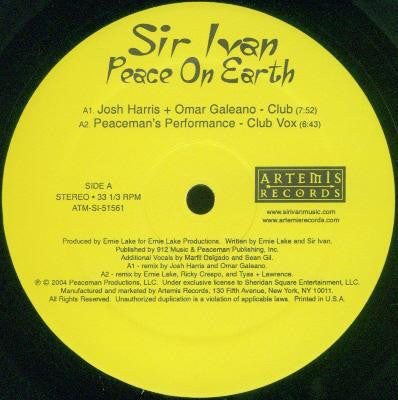 Sir Ivan
Peace On Earth
A1. Josh Harris + Omar Galeano - Club (7:52)
A2. Peaceman's Performance - Club Vox (6:43)
SIDE A
STEREO • 33 1/3 RPM
ATM-SI-51561
ARTEMIS
RECORDS
www.sirivanmusic.com
www.artemisrecords.com
Produced by Ernie Lake for Ernie Lake Productions. Written by Ernie Lake and Sir Ivan.
Published by 912 Music & Peaceman Publishing, Inc.
Additional Vocals by Marfil Delgado and Sean Gil.
A1 - remix by Josh Harris and Omar Galeano.
A2 - remix by Ernie Lake, Ricky Crespo, and Tyas + Lawrence.
℗ © 2004 Peaceman Productions, LLC. Under exclusive license to Sheridan Square Entertainment, LLC.
Manufactured and marketed by Artemis Records, 130 Fifth Avenue, New York, NY 10011.
All Rights Reserved. Unauthorized duplication is a violation of applicable laws. Printed in U.S.A.